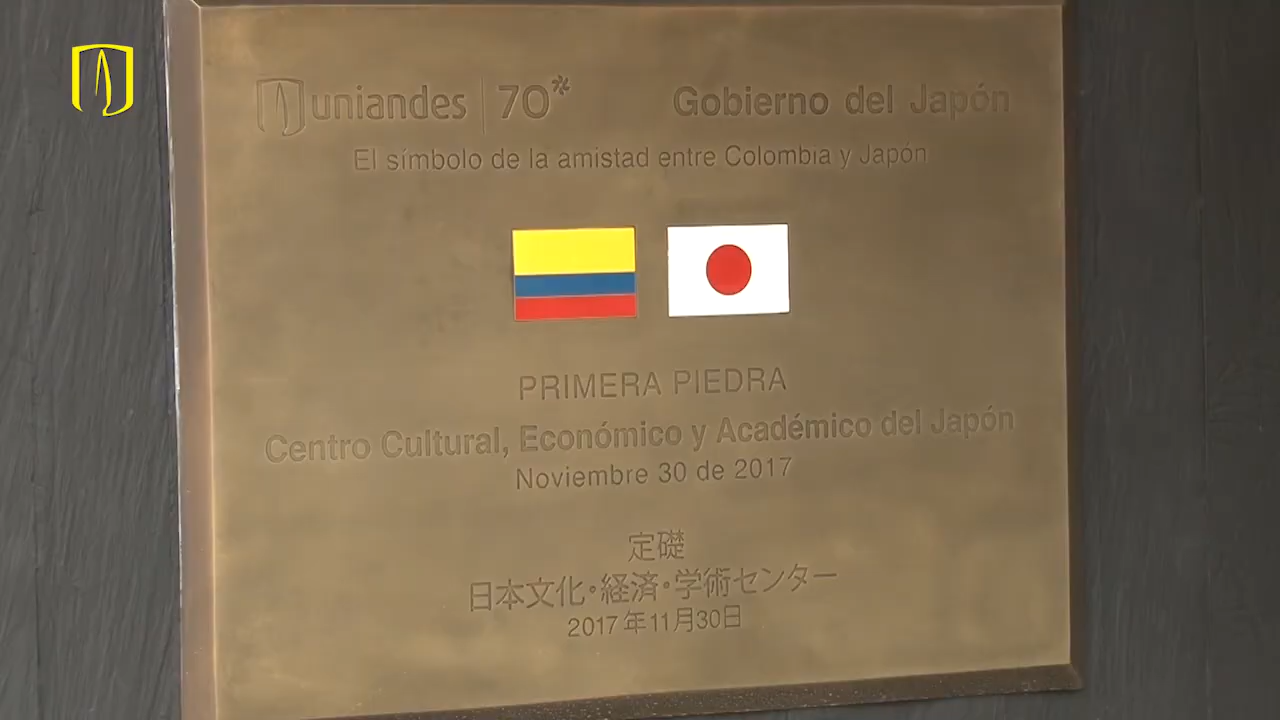 uniandes | 70* Gobierno del Japón
El símbolo de la amistad entre Colombia y Japón
PRIMERA PIEDRA
Centro Cultural, Económico y Académico del Japón
Noviembre 30 de 2017
定礎
日本文化・経済・学術センター
2017年11月30日